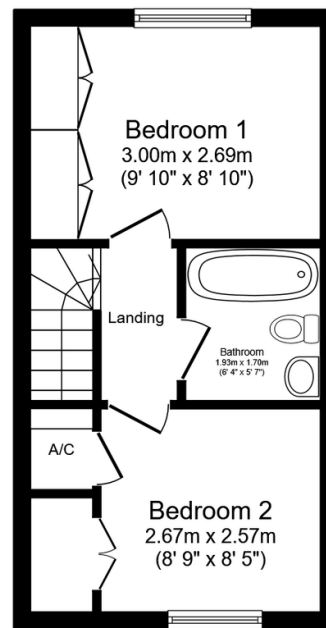 Bedroom 1
3.00m x 2.69m
(9' 10" x 8' 10")
Landing
Bathroom
1.93m x 1.70m
(6' 4" x 5' 7")
A/C
Bedroom 2
2.67m x 2.57m
(8' 9" x 8' 5")